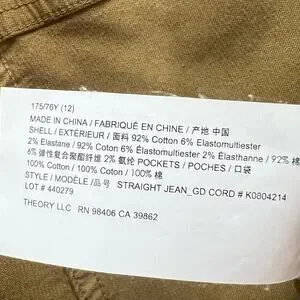 175/76Y (12)
MADE IN CHINA / FABRIQUÉ EN CHINE / 产地 中国
SHELL / EXTÉRIEUR / 面料 92% Cotton 6% Elastomultiester
2% Elastane / 92% Coton 6% Élastomultiester 2% Élasthanne / 92% 棉
6% 弹性复合聚酯纤维 2% 氨纶 POCKETS / POCHES / 口袋
100% Cotton / 100% Coton / 100% 棉
STYLE / MODÈLE /品号 STRAIGHT JEAN_GD CORD # K0804214
LOT # 440279
THEORY LLC RN 98406 CA 39862